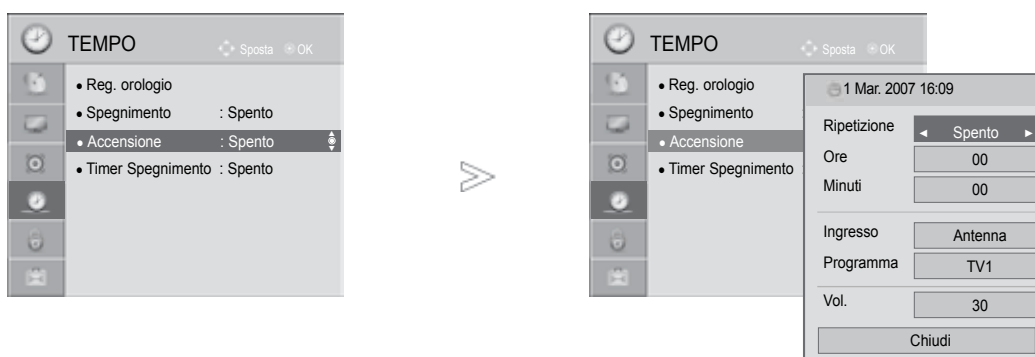 TEMPO
Sposta OK
● Reg. orologio
● Spegnimento : Spento
● Accensione : Spento
● Timer Spegnimento : Spento
TEMPO
Sposta OK
● Reg. orologio
● Spegnimento :
● Accensione
● Timer Spegnimento :
1 Mar. 2007 16:09
Ripetizione ◄ Spento ►
Ore 00
Minuti 00
Ingresso Antenna
Programma TV1
Vol. 30
Chiudi